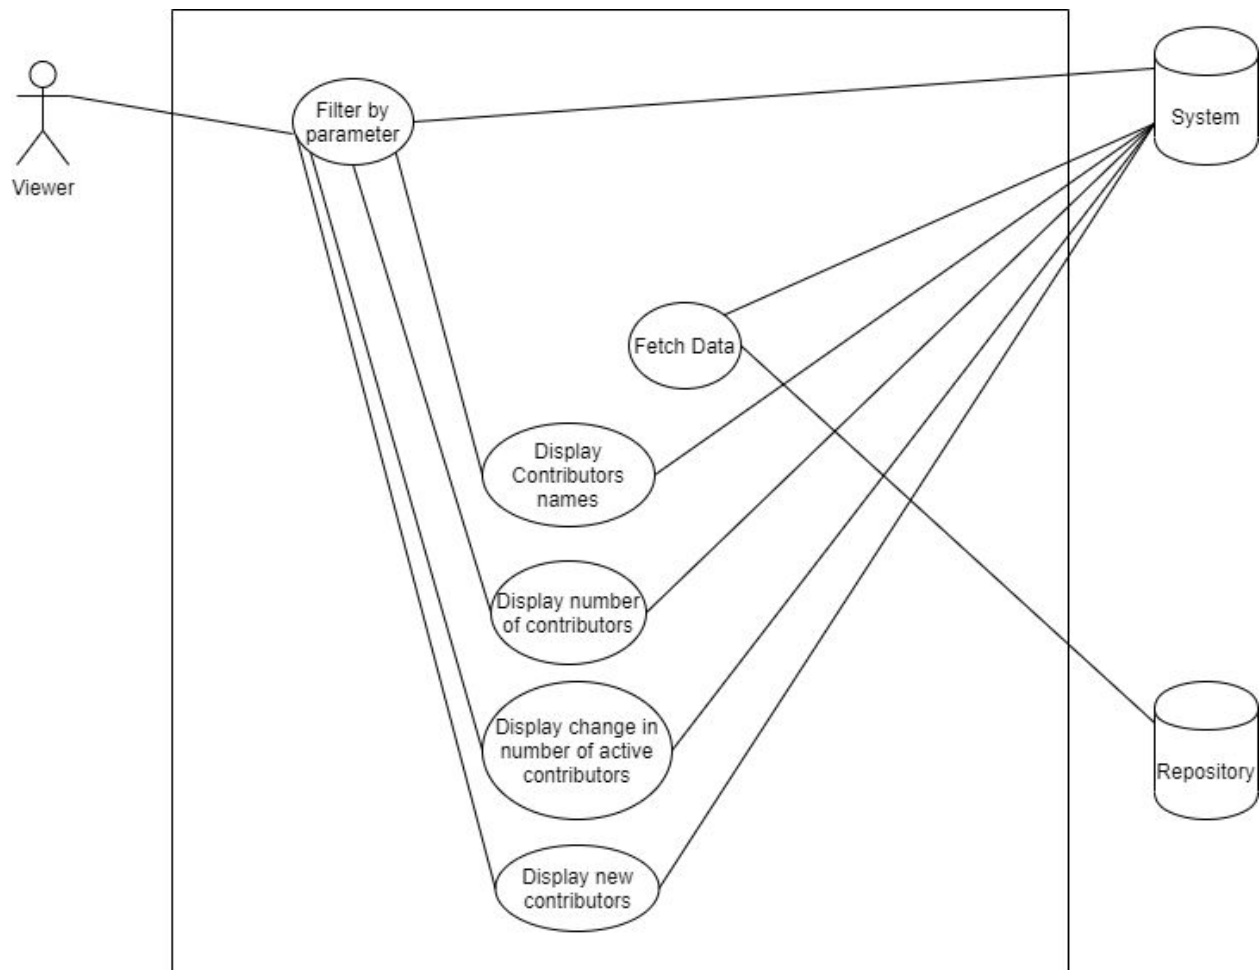 Filter by
parameter
System
Viewer
Fetch Data
Display
Contributors
names
Display number
of contributors
Display change in
number of active
contributors
Repository
Display new
contributors